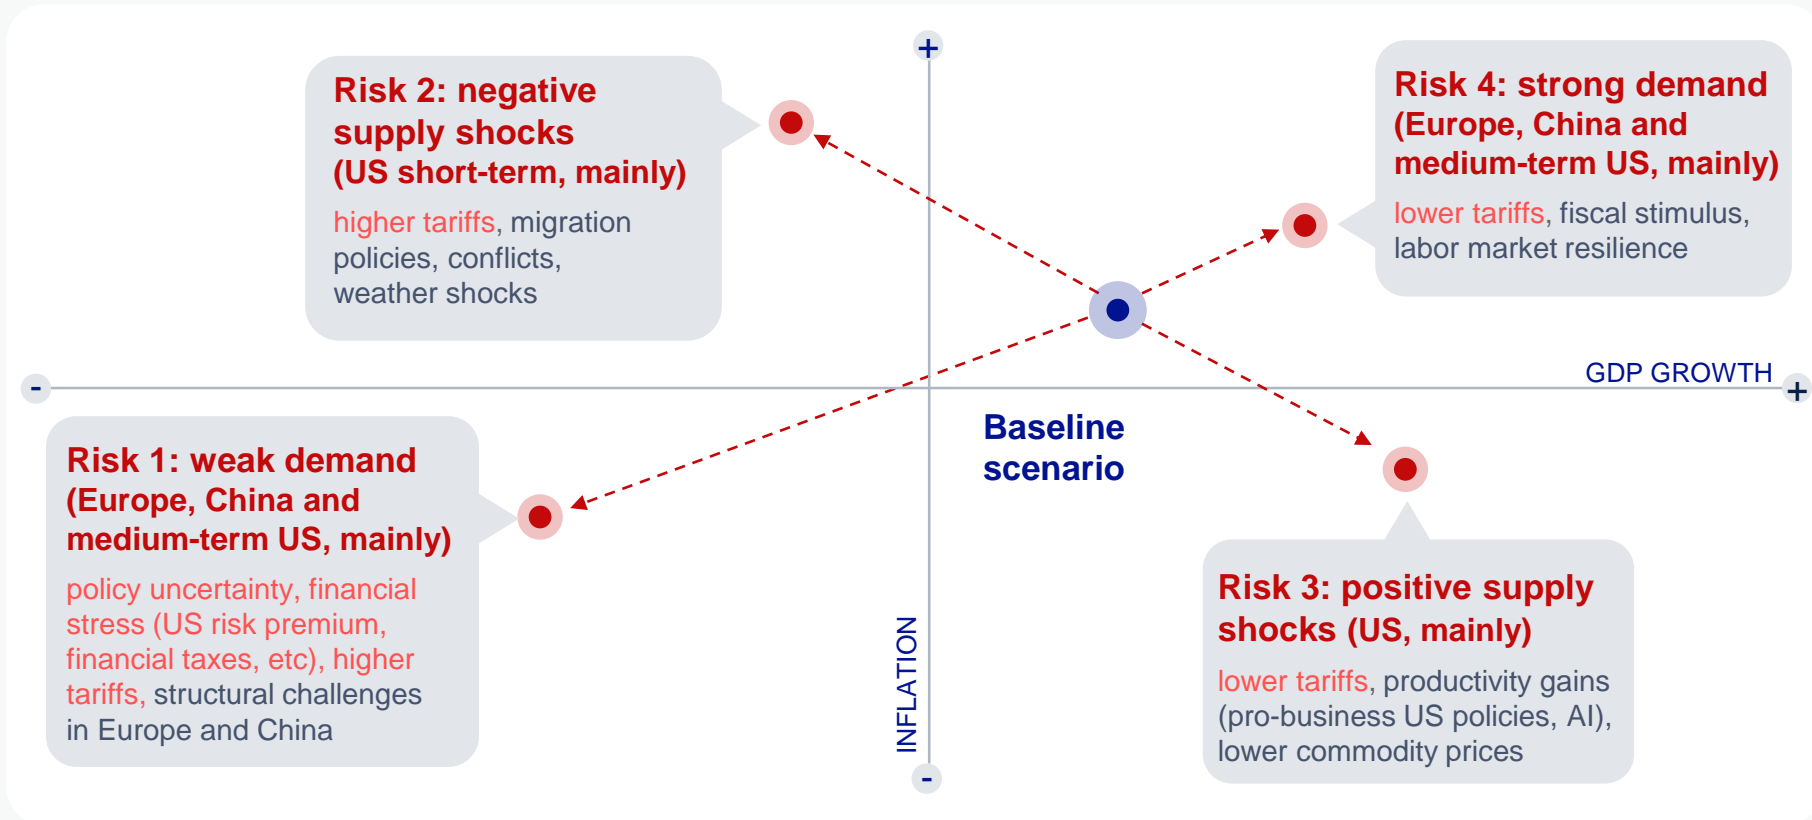 +
Risk 2: negative
supply shocks
(US short-term, mainly)
higher tariffs, migration
policies, conflicts,
weather shocks
Risk 4: strong demand
(Europe, China and
medium-term US, mainly)
lower tariffs, fiscal stimulus,
labor market resilience
GDP GROWTH
-
+
Baseline
scenario
Risk 1: weak demand
(Europe, China and
medium-term US, mainly)
policy uncertainty, financial
stress (US risk premium,
financial taxes, etc), higher
tariffs, structural challenges
in Europe and China
Risk 3: positive supply
shocks (US, mainly)
lower tariffs, productivity gains
(pro-business US policies, AI),
lower commodity prices
INFLATION
-